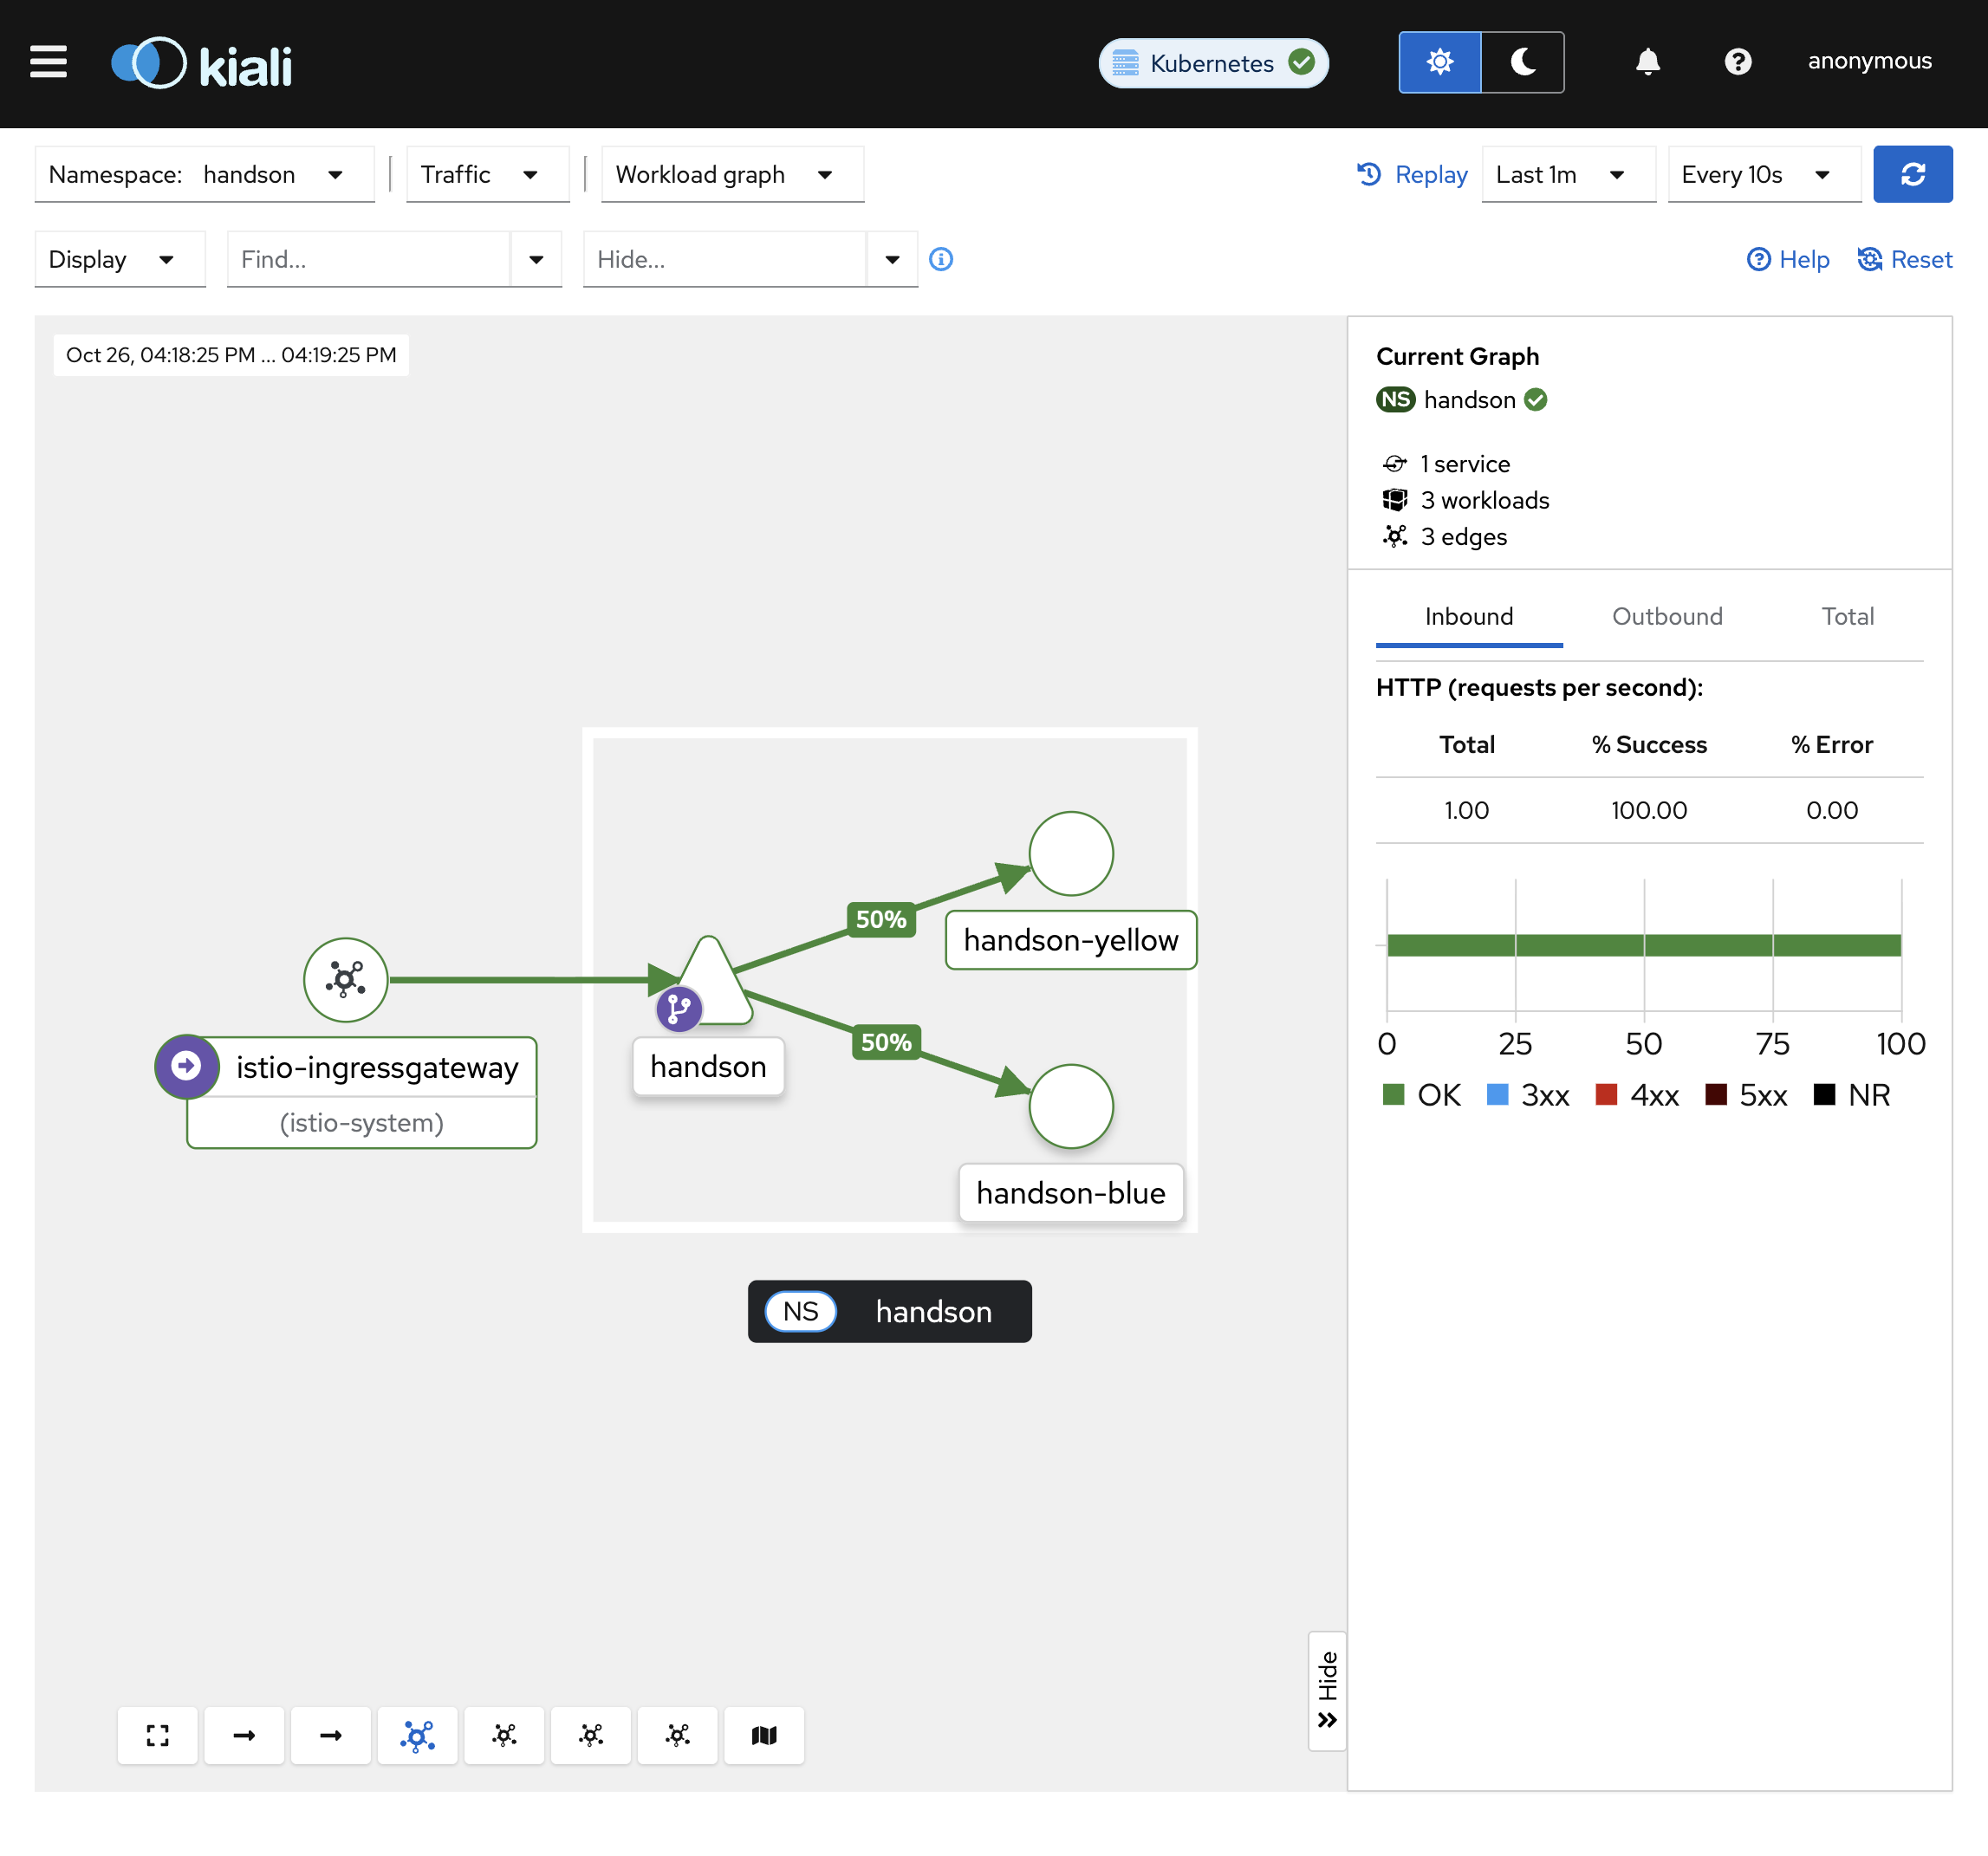 kiali
Kubernetes
anonymous
Namespace: handson
Traffic
Workload graph
Replay
Last 1m
Every 10s
Display
Find...
Hide...
Help
Reset
Oct 26, 04:18:25 PM ... 04:19:25 PM
50%
handson-yellow
istio-ingressgateway
(istio-system)
handson
50%
handson-blue
NS handson
Hide
Current Graph
NS handson
1 service
3 workloads
3 edges
Inbound Outbound Total
HTTP (requests per second):
Total % Success % Error
1.00 100.00 0.00
0 25 50 75 100
OK 3xx 4xx 5xx NR